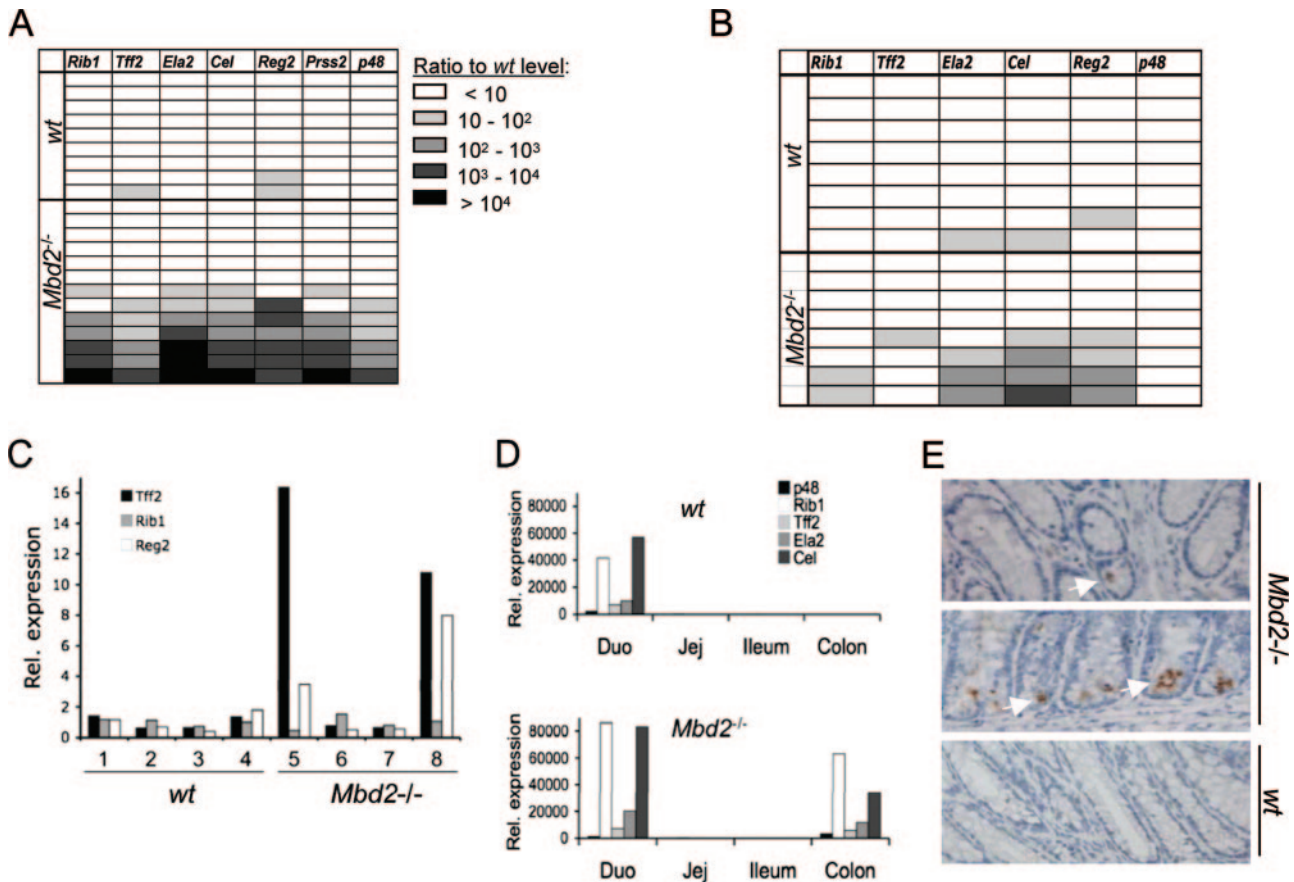 A
Rib1 Tff2 Ela2 Cel Reg2 Prss2 p48
wt
Mbd2-/-
Ratio to wt level:
< 10
10 - 10²
10² - 10³
10³ - 10⁴
> 10⁴
B
Rib1 Tff2 Ela2 Cel Reg2 p48
wt
Mbd2-/-
C
Rel. expression
16
14
12
10
8
6
4
2
0
Tff2
Rib1
Reg2
1 2 3 4 5 6 7 8
wt Mbd2-/-
D
Rel. expression
80000
60000
40000
20000
0
wt
p48
Rib1
Tff2
Ela2
Cel
Duo Jej Ileum Colon
Rel. expression
80000
60000
40000
20000
0
Mbd2-/-
Duo Jej Ileum Colon
E
Mbd2-/-
wt